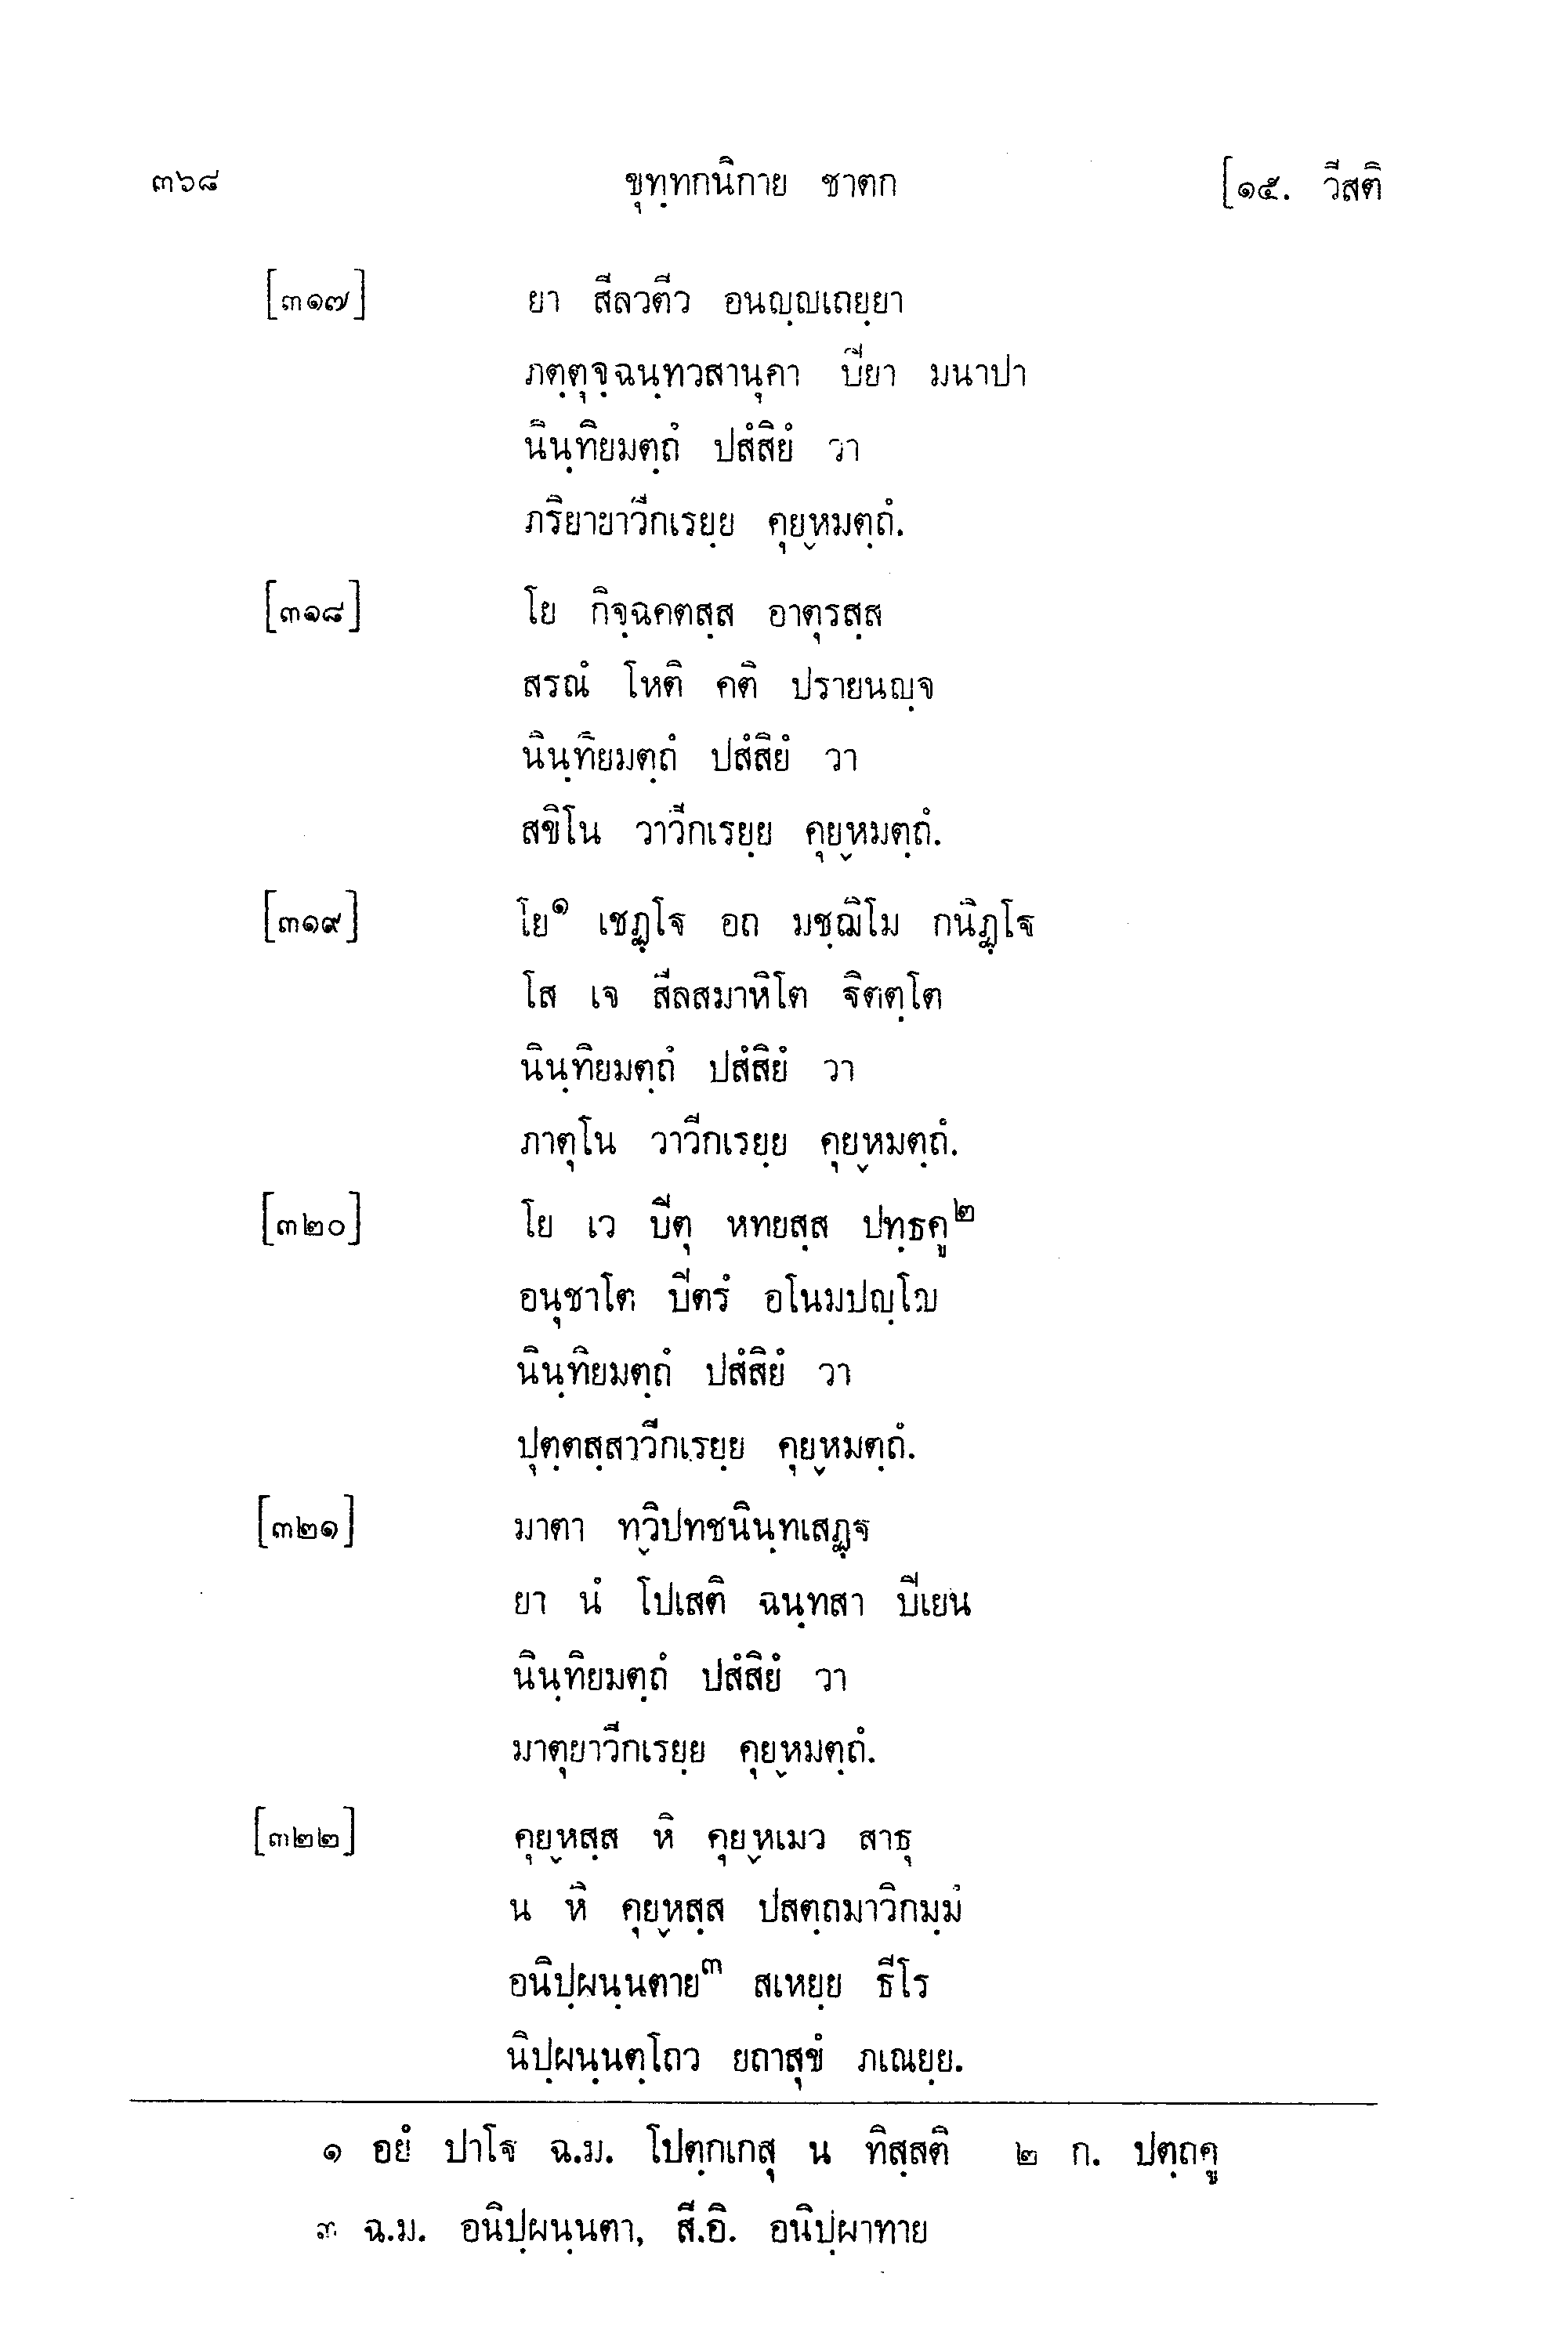 ๓๖๘ ขุทฺทกนิกาย ชาตก [๑๕. วีสติ
[๓๑๗] ยา สีลวตีว อนญฺญเถยฺยา
ภตฺตุจฺฉนฺทวสานุคา ปียา มนาปา
นินฺทิยมตฺถํ ปสํสิยํ วา
ภริยายาวีกเรยฺย คุยฺหมตฺถํ.
[๓๑๘] โย กิจฺฉคตสฺส อาตุรสฺส
สรณํ โหติ คติ ปรายนญฺจ
นินฺทิยมตฺถํ ปสํสิยํ วา
สขิโน วาวีกเรยฺย คุยฺหมตฺถํ.
[๓๑๙] โย๑ เชฏฺโฐ อถ มชฺฌิโม กนิฏฺโฐ
โส เจ สีลสมาหิโต ฐิตตฺโต
นินฺทิยมตฺถํ ปสํสิยํ วา
ภาตุโน วาวีกเรยฺย คุยฺหมตฺถํ.
[๓๒๐] โย เว ปีตุ หทยสฺส ปทฺธคู๒
อนุชาโต ปีตรํ อโนมปญฺโญ
นินฺทิยมตฺถํ ปสํสิยํ วา
ปุตฺตสฺสาวีกเรยฺย คุยฺหมตฺถํ.
[๓๒๑] มาตา ทฺวิปทชนินฺทเสฏฺฐ
ยา นํ โปเสติ ฉนฺทสา ปีเยน
นินฺทิยมตฺถํ ปสํสิยํ วา
มาตุยาวีกเรยฺย คุยฺหมตฺถํ.
[๓๒๒] คุยฺหสฺส หิ คุยฺหเมว สาธุ
น หิ คุยฺหสฺส ปสตฺถมาวิกมฺมํ
อนิปฺผนฺนตาย๓ สเหยฺย ธีโร
นิปฺผนฺนตฺโถว ยถาสุขํ ภเณยฺย.
๑ อยํ ปาโฐ ฉ.ม. โปตฺกเกสุ น ทิสฺสติ ๒ ก. ปตฺถคู
๓ ฉ.ม. อนิปฺผนฺนตา, สี.อิ. อนิปฺผาทาย